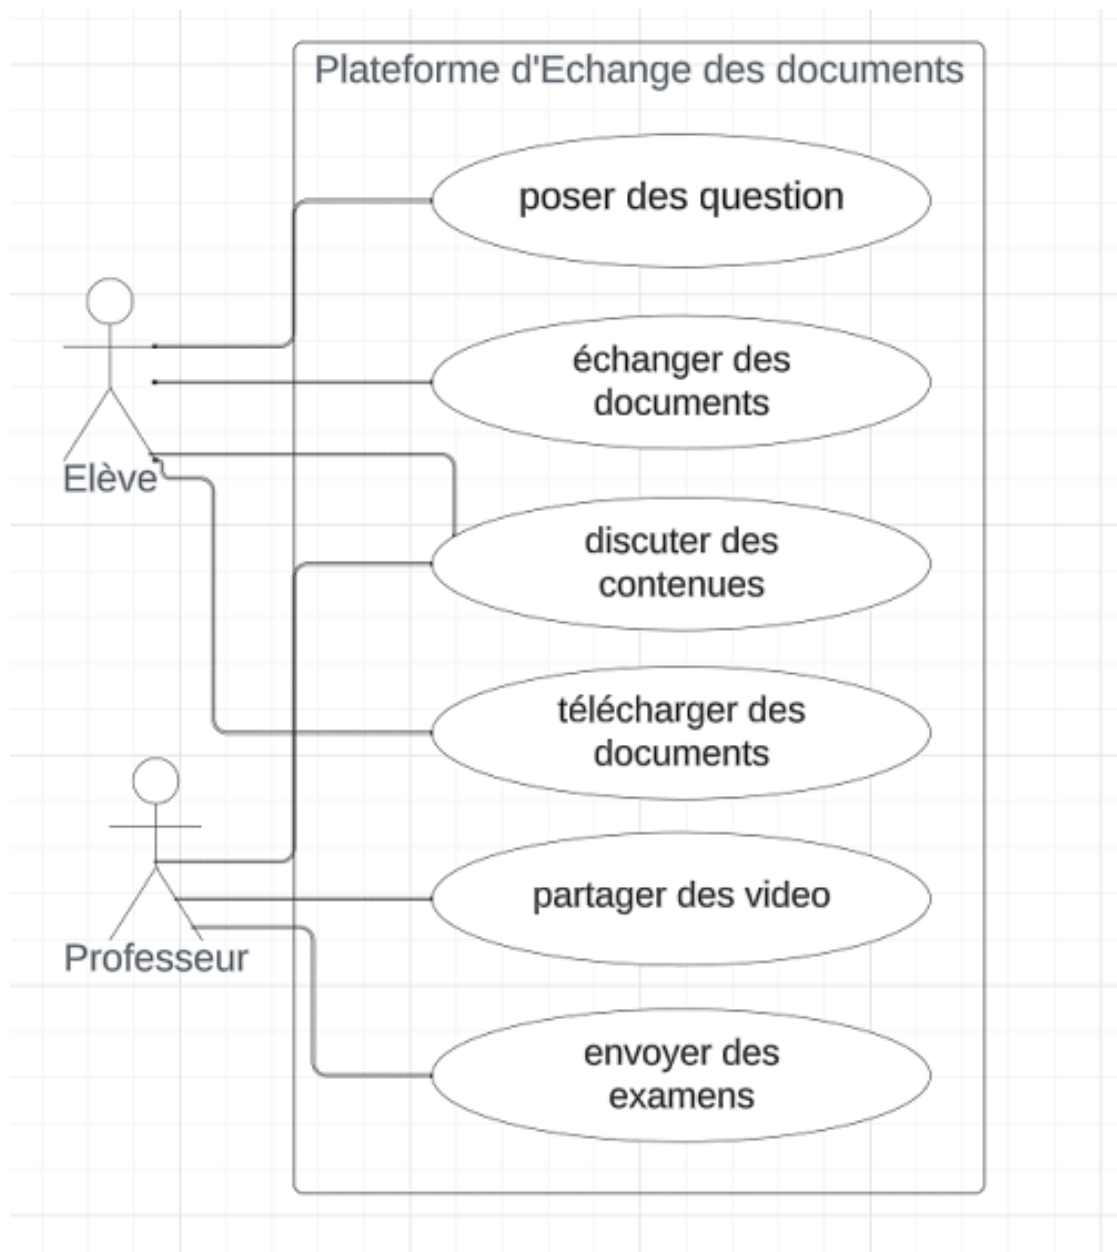 Plateforme d'Echange des documents
poser des question
échanger des
documents
Elève
discuter des
contenues
télécharger des
documents
partager des video
Professeur
envoyer des
examens